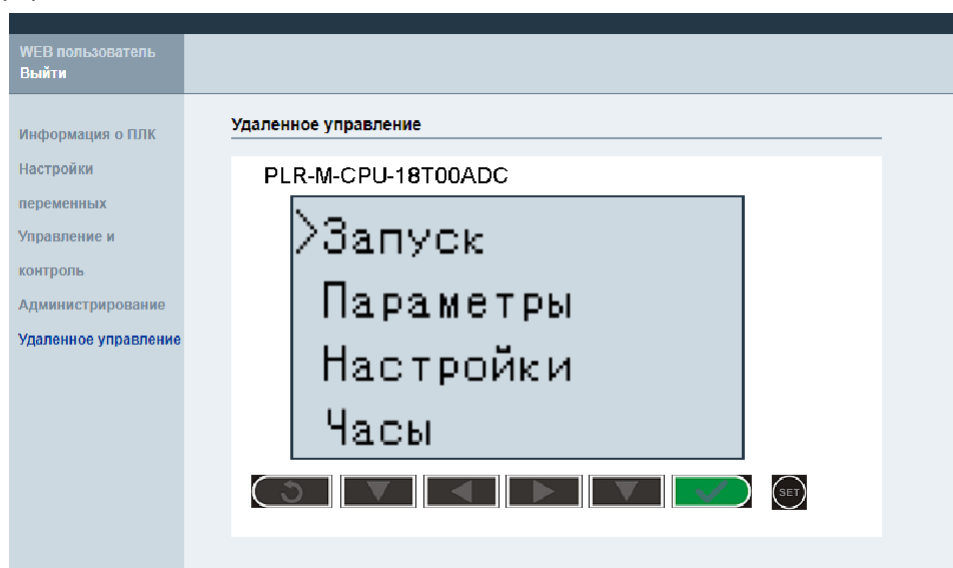 WEB пользователь
Выйти
Информация о ПЛК
Настройки
переменных
Управление и
контроль
Администрирование
Удаленное управление
Удаленное управление
PLR-M-CPU-18T00ADC
>Запуск
Параметры
Настройки
Часы
SET